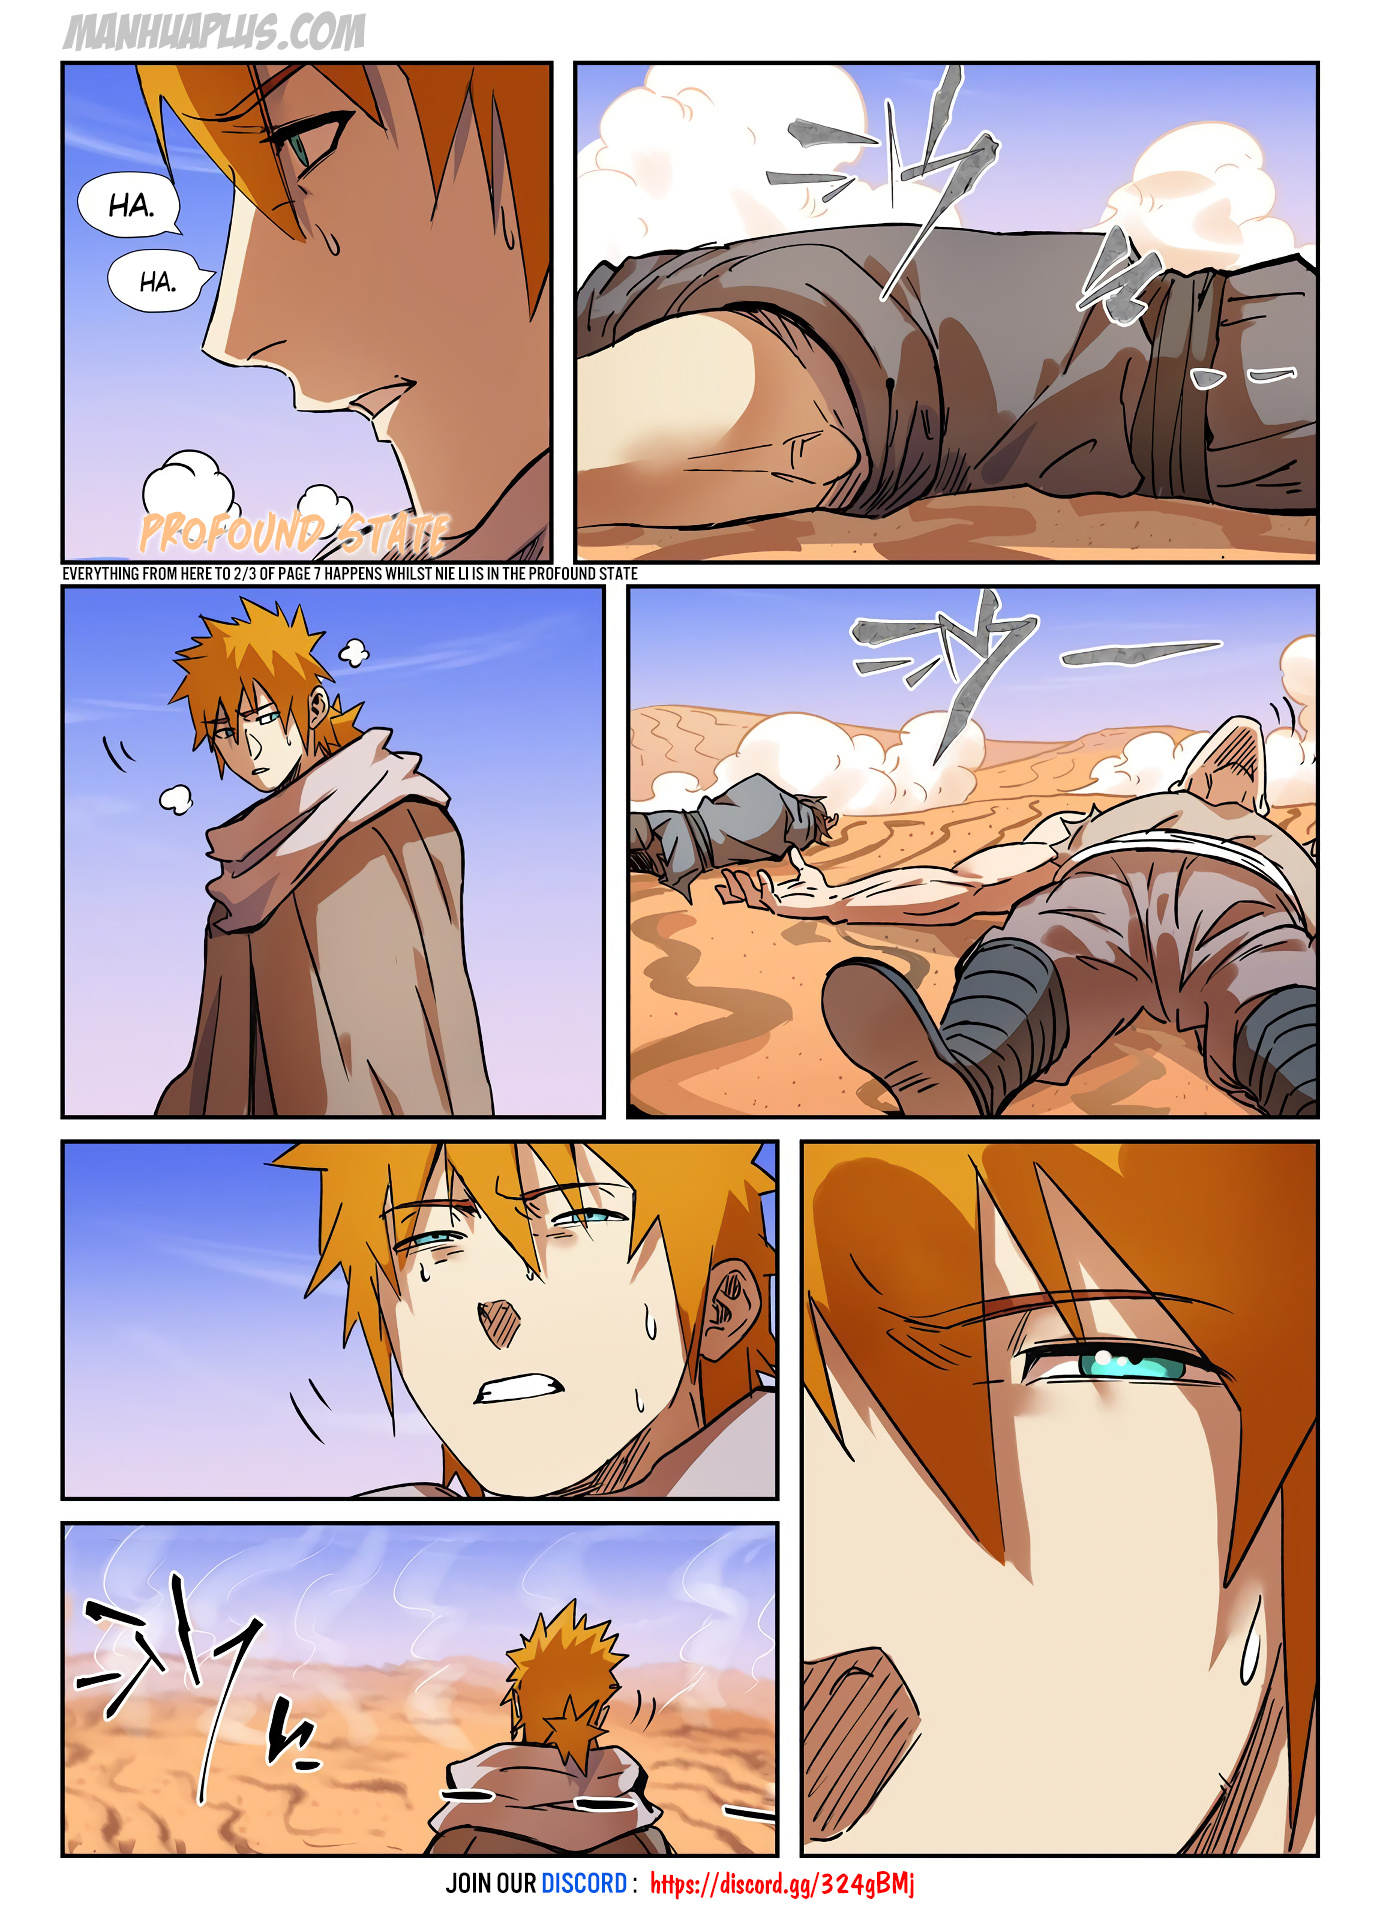 MANHUAPLUS.COM
HA.
HA.
PROFOUND STATE
EVERYTHING FROM HERE TO 2/3 OF PAGE 7 HAPPENS WHILST NIE LI IS IN THE PROFOUND STATE
JOIN OUR DISCORD : https://discord.gg/324gBMj